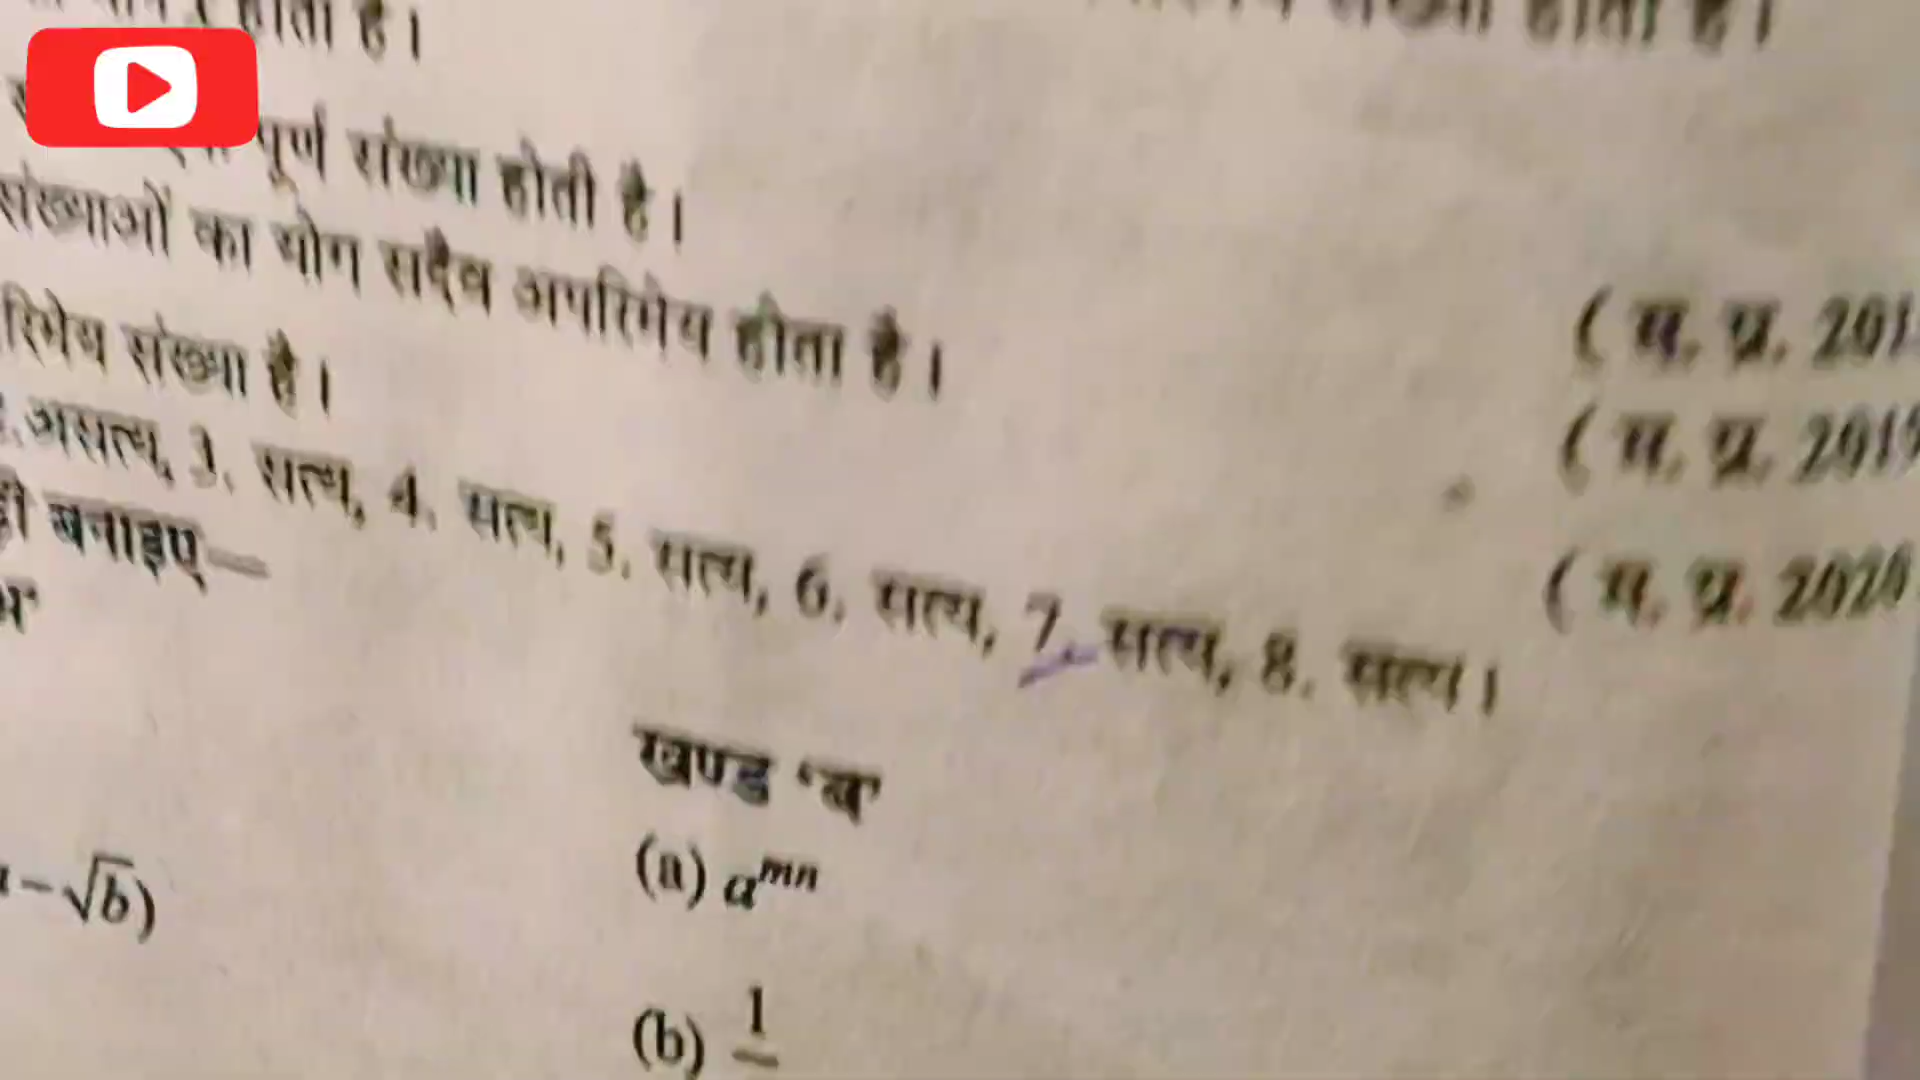 होता है।
संख्या होता है।
पूर्ण संख्या होती है।
संख्याओं का योग सदैव अपरिमेय होता है।
( म. प्र. 201
रिमेय संख्या है।
( म. प्र. 2019
.असत्य, 3. सत्य, 4. सत्य, 5. सत्य, 6. सत्य, 7. सत्य, 8. सत्य।
( म. प्र. 2020
ही बनाइए—
खण्ड ‘ब’
(a) a^mn
-√b)
(b) 1